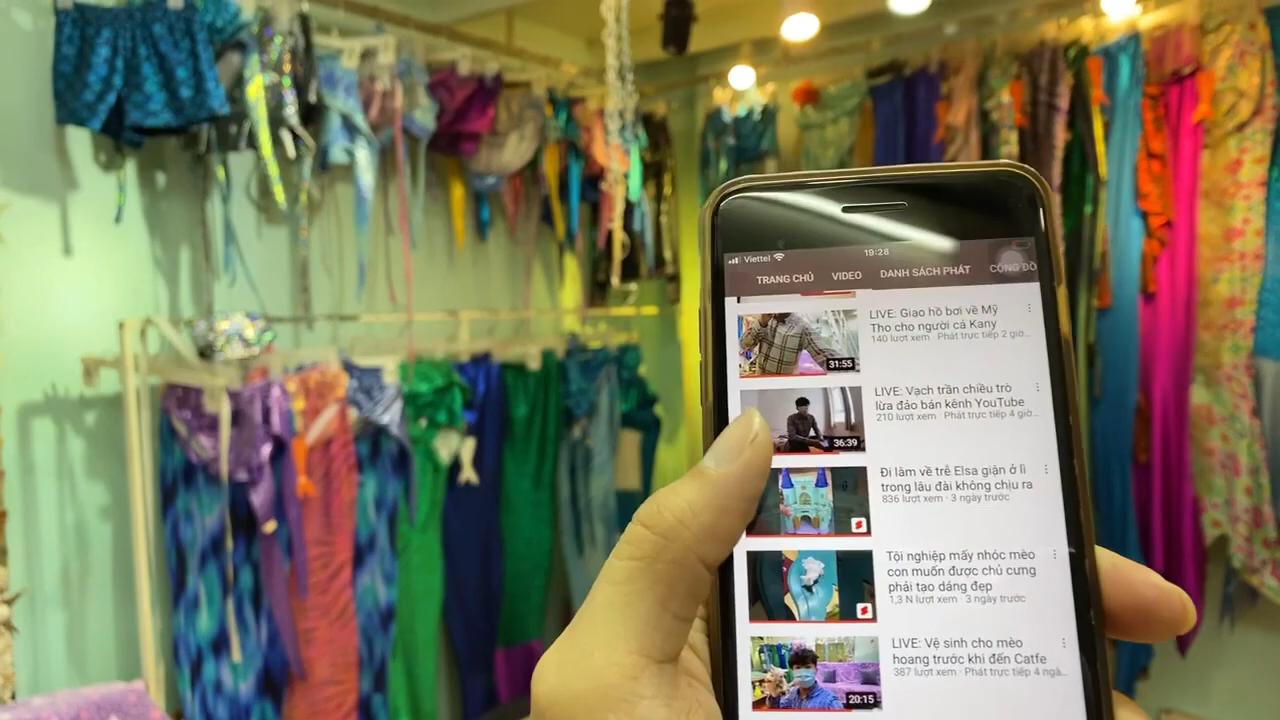 Viettel
19:28
TRANG CHỦ VIDEO DANH SÁCH PHÁT CỘNG ĐỒ
LIVE: Giao hồ bơi về Mỹ
Tho cho người cá Kany
140 lượt xem · Phát trực tiếp 2 giờ...
31:55
LIVE: Vạch trần chiêu trò
lừa đảo bán kênh YouTube
210 lượt xem · Phát trực tiếp 4 giờ...
36:39
Đi làm về trễ Elsa giận ở lì
trong lâu đài không chịu ra
836 lượt xem · 3 ngày trước
Tội nghiệp mấy nhóc mèo
con muốn được chủ cưng
phải tạo dáng đẹp
1,3 N lượt xem · 3 ngày trước
LIVE: Vệ sinh cho mèo
hoang trước khi đến Catfe
387 lượt xem · Phát trực tiếp 4 ngà...
20:15